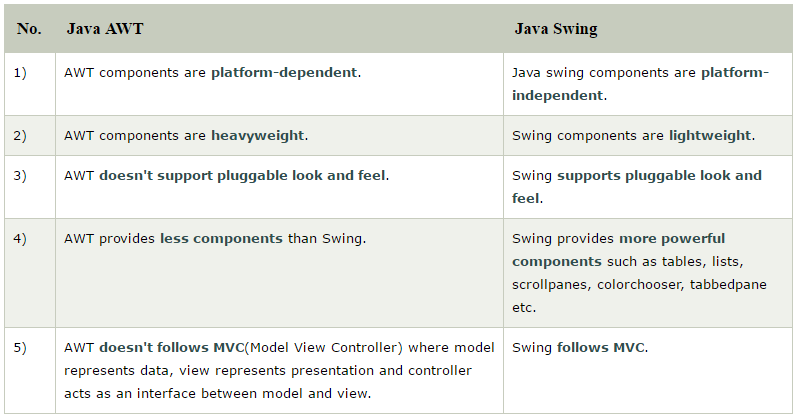 No. Java AWT Java Swing
1) AWT components are platform-dependent. Java swing components are platform-
independent.
2) AWT components are heavyweight. Swing components are lightweight.
3) AWT doesn't support pluggable look and feel. Swing supports pluggable look and
feel.
4) AWT provides less components than Swing. Swing provides more powerful
components such as tables, lists,
scrollpanes, colorchooser, tabbedpane
etc.
5) AWT doesn't follows MVC(Model View Controller) where model
represents data, view represents presentation and controller
acts as an interface between model and view.
Swing follows MVC.